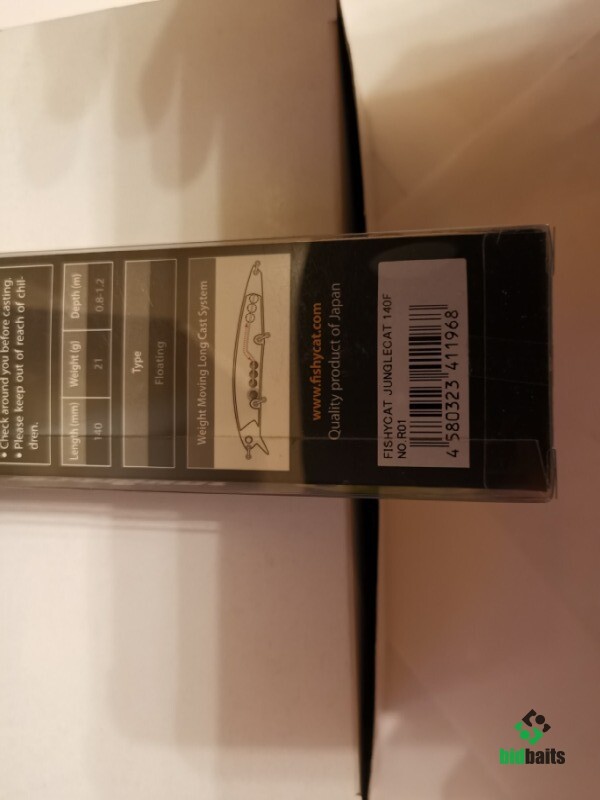 • Check around you before casting.
• Please keep out of reach of chil-
dren.
Length (mm) Weight (g) Depth (m)
140 21 0.8-1.2
Type
Floating
Weight Moving Long Cast System
www.fishycat.com
Quality product of Japan
FISHYCAT JUNGLECAT 140F
NO.R01
4 580323 411968
bidbaits